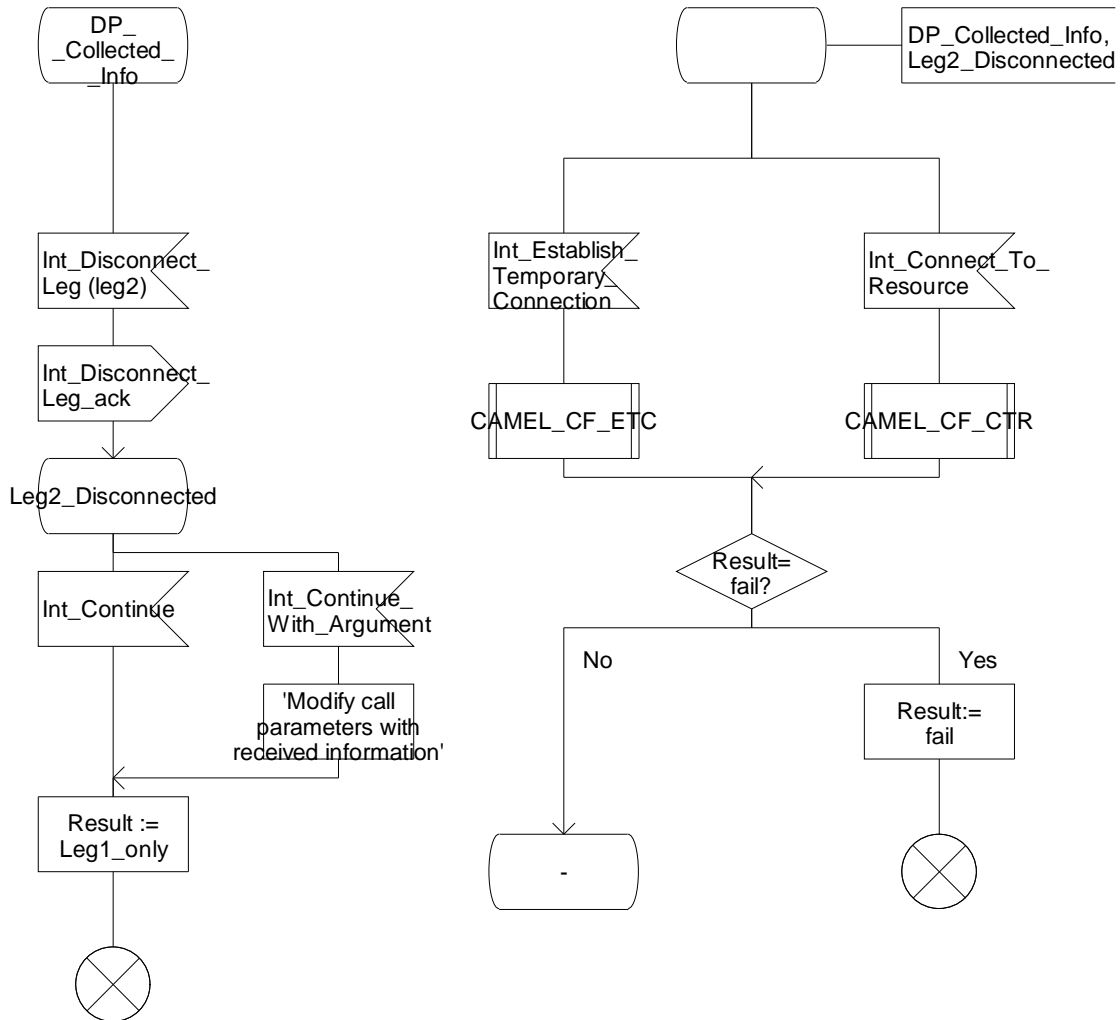 DP_
_Collected_
_Info
Int_Disconnect_
Leg (leg2)
Int_Disconnect_
Leg_ack
Leg2_Disconnected
Int_Continue
Int_Continue_
With_Argument
'Modify call
parameters with
received information'
Result :=
Leg1_only
DP_Collected_Info,
Leg2_Disconnected
Int_Establish_
Temporary_
Connection
Int_Connect_To_
Resource
CAMEL_CF_ETC
CAMEL_CF_CTR
Result=
fail?
No
Yes
Result:=
fail
-